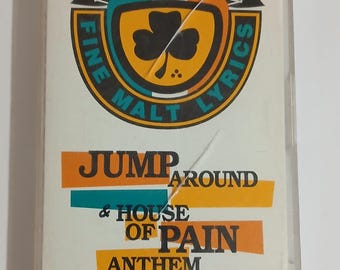 FINE MALT LYRICS
JUMP
AROUND
& HOUSE
OF PAIN
ANTHEM